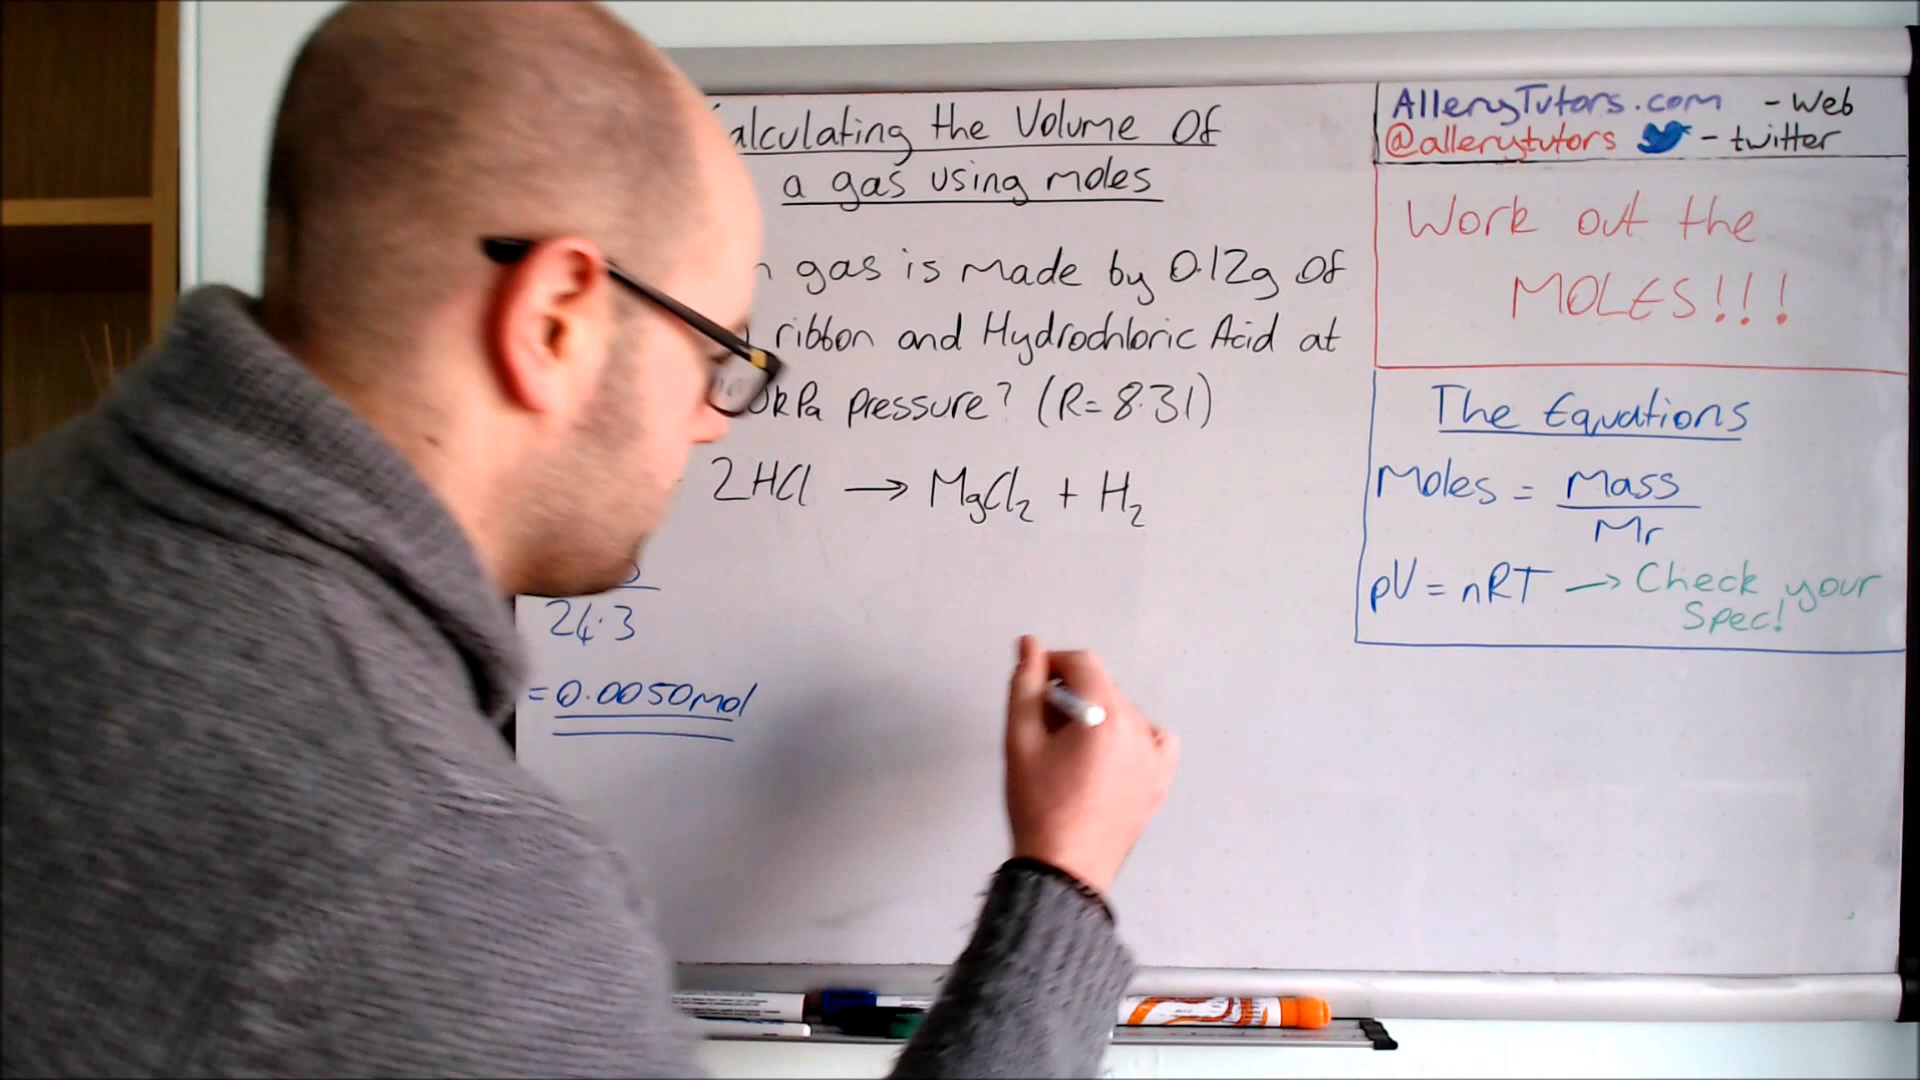 alculating the Volume Of
a gas using moles
gas is made by 0.12g Of
ribbon and Hydrochloric Acid at
kPa pressure? (R=8.31)
2HCl → MgCl₂ + H₂
24.3
= 0.0050mol
AlleryTutors.com - Web
@allerytutors - twitter
Work out the
MOLES!!!
The Equations
Moles = Mass
Mr
pV = nRT → Check your
Spec!